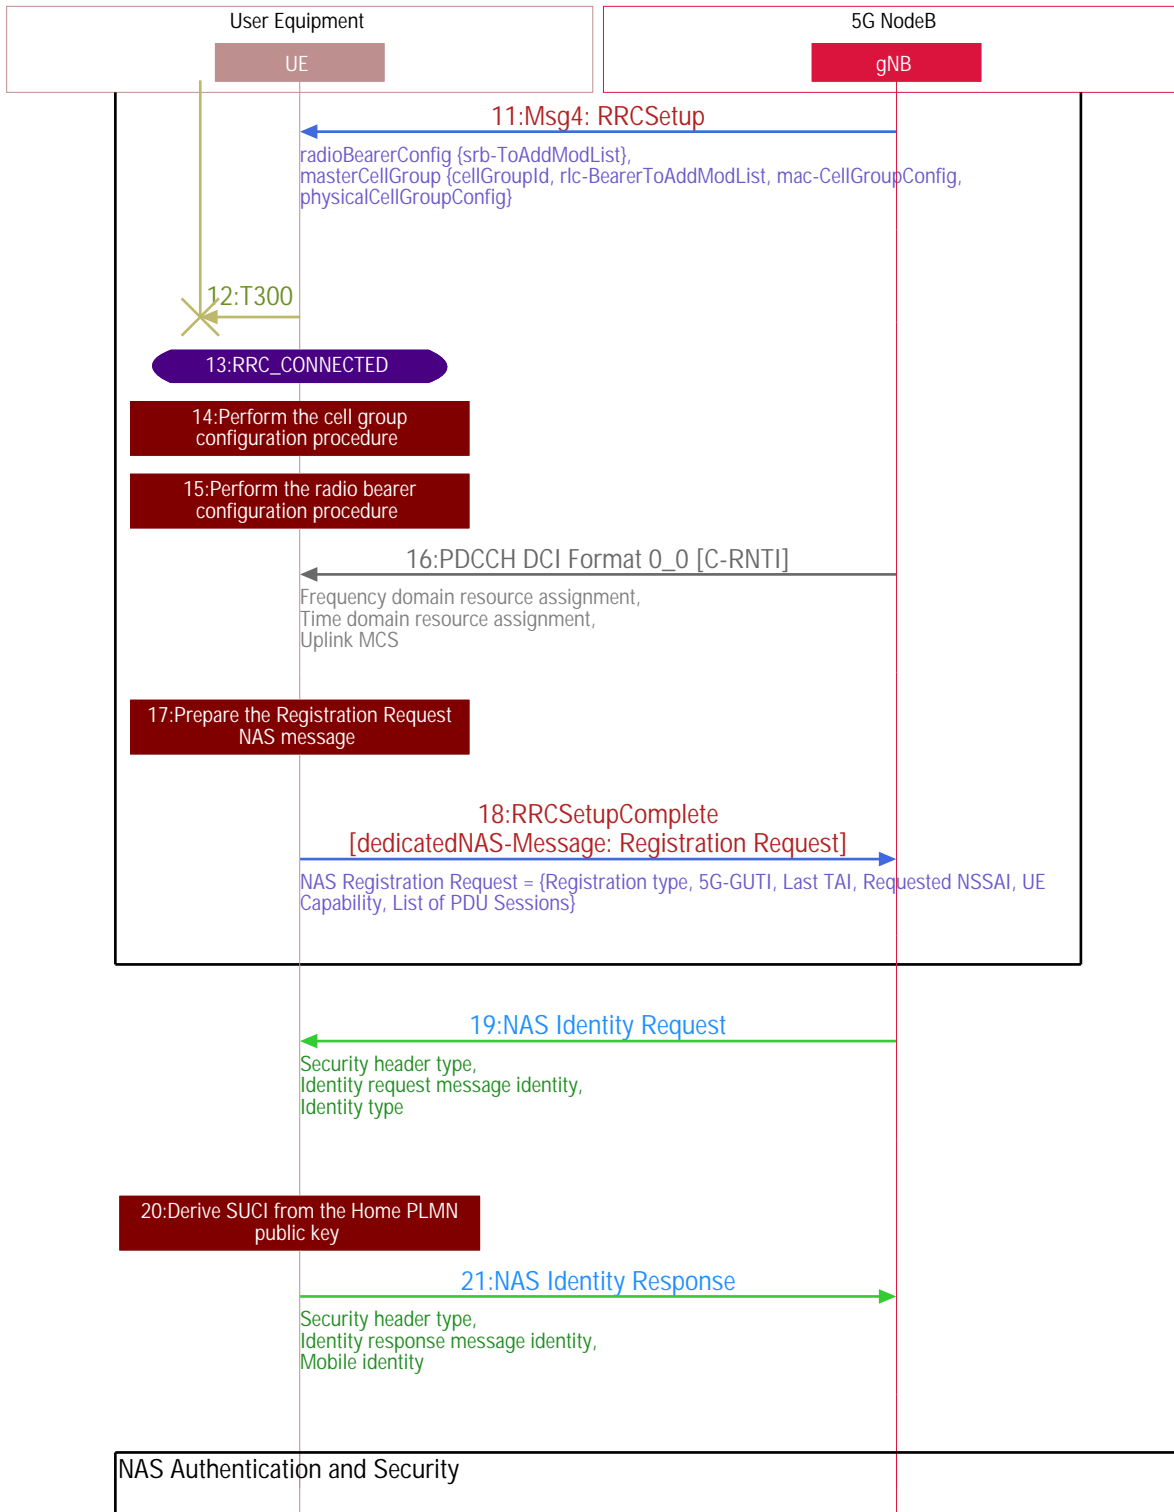 User Equipment
5G NodeB
UE
gNB
11:Msg4: RRCSetup
radioBearerConfig {srb-ToAddModList},
masterCellGroup {cellGroupId, rlc-BearerToAddModList, mac-CellGroupConfig,
physicalCellGroupConfig}
12:T300
13:RRC_CONNECTED
14:Perform the cell group
configuration procedure
15:Perform the radio bearer
configuration procedure
16:PDCCH DCI Format 0_0 [C-RNTI]
Frequency domain resource assignment,
Time domain resource assignment,
Uplink MCS
17:Prepare the Registration Request
NAS message
18:RRCSetupComplete
[dedicatedNAS-Message: Registration Request]
NAS Registration Request = {Registration type, 5G-GUTI, Last TAI, Requested NSSAI, UE
Capability, List of PDU Sessions}
19:NAS Identity Request
Security header type,
Identity request message identity,
Identity type
20:Derive SUCI from the Home PLMN
public key
21:NAS Identity Response
Security header type,
Identity response message identity,
Mobile identity
NAS Authentication and Security